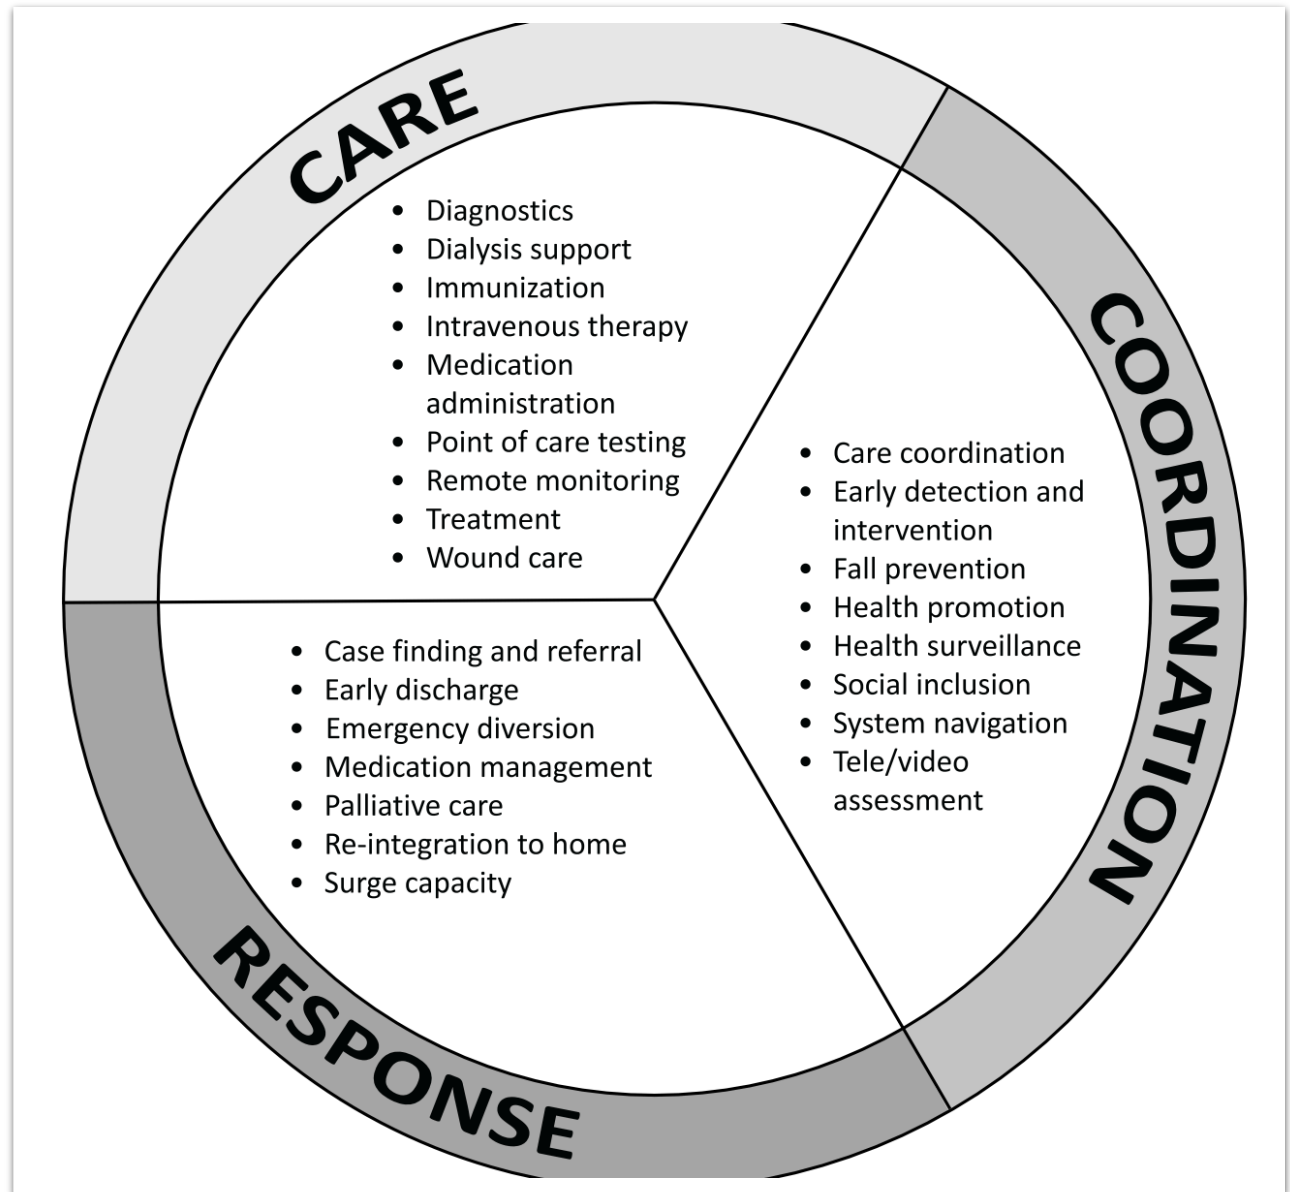 CARE
• Diagnostics
• Dialysis support
• Immunization
• Intravenous therapy
• Medication
administration
• Point of care testing
• Remote monitoring
• Treatment
• Wound care
COORDINATION
• Care coordination
• Early detection and
intervention
• Fall prevention
• Health promotion
• Health surveillance
• Social inclusion
• System navigation
• Tele/video
assessment
RESPONSE
• Case finding and referral
• Early discharge
• Emergency diversion
• Medication management
• Palliative care
• Re-integration to home
• Surge capacity